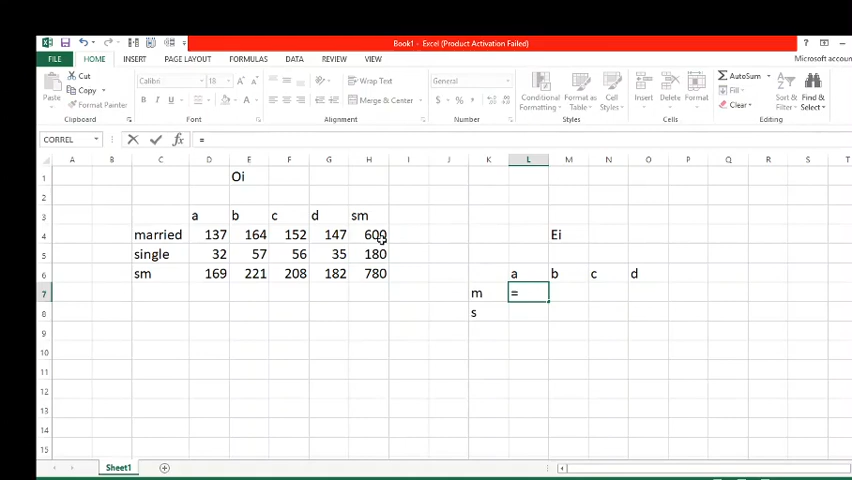 Book1 - Excel (Product Activation Failed)
FILE HOME INSERT PAGE LAYOUT FORMULAS DATA REVIEW VIEW Microsoft accou
Cut Calibri 18 Wrap Text General AutoSum
Copy Fill
Paste Format Painter B I U Merge & Center $ % Conditional Formatting Format as Table Cell Styles Insert Delete Format Clear Sort & Filter Find & Select
Clipboard Font Alignment Number Styles Cells Editing
CORREL fx =
A B C D E F G H I J K L M N O P Q R S T
1 Oi
2
3 a b c d sm
4 married 137 164 152 147 600 Ei
5 single 32 57 56 35 180
6 sm 169 221 208 182 780 a b c d
7 m =
8 s
9
10
11
12
13
14
15
Sheet1